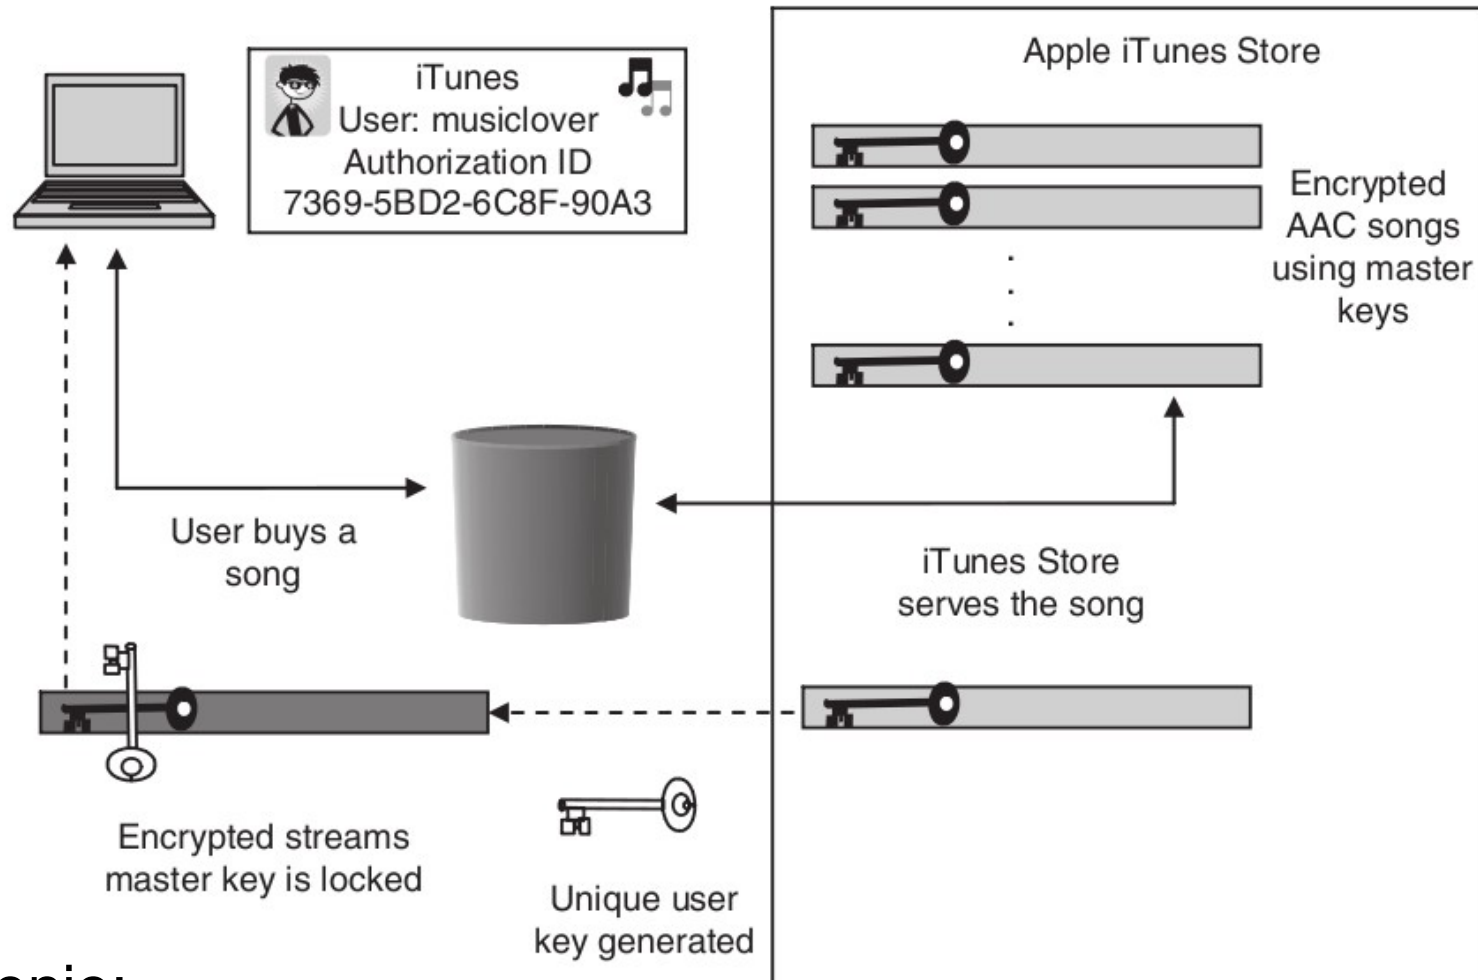 Apple iTunes Store
iTunes
User: musiclover
Authorization ID
7369-5BD2-6C8F-90A3
Encrypted
AAC songs
using master
keys
User buys a
song
iTunes Store
serves the song
Encrypted streams
master key is locked
Unique user
key generated